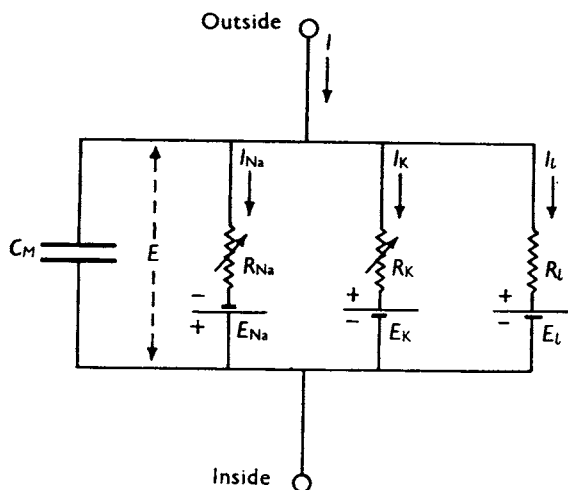 Outside
I
I_Na I_K I_l
C_M E R_Na R_K R_l
− + +
+ E_Na − E_K − E_l
Inside